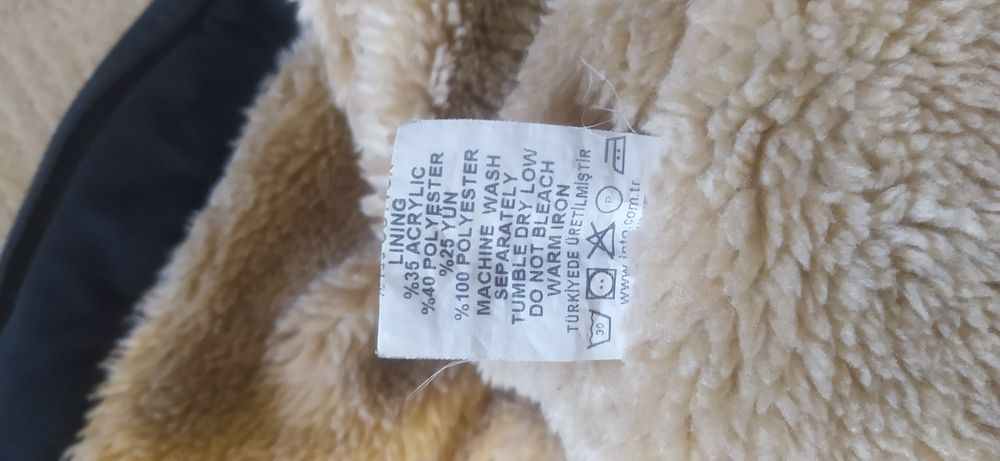 LINING
%35 ACRYLIC
%40 POLYESTER
%25 YÜN
%100 POLYESTER
MACHINE WASH
SEPARATELY
TUMBLE DRY LOW
DO NOT BLEACH
WARM IRON
TÜRKİYEDE ÜRETİLMİŞTİR
30 P